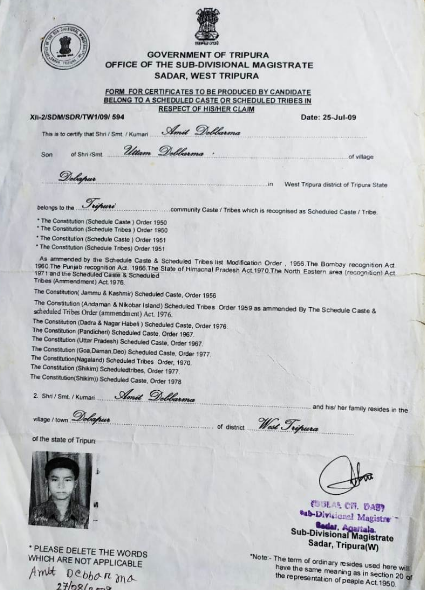 GOVERNMENT OF TRIPURA
OFFICE OF THE SUB-DIVISIONAL MAGISTRATE
SADAR, WEST TRIPURA
FORM FOR CERTIFICATES TO BE PRODUCED BY CANDIDATE
BELONG TO A SCHEDULED CASTE OR SCHEDULED TRIBES IN
RESPECT OF HIS/HER CLAIM
XII-2/SDM/SDR/TW1/09/ 594 Date: 25-Jul-09
This is to certify that Shri / Smt. / Kumari Amit Debbarma
Son of Shri /Smt Uttam Debbarma of village
Debapur in West Tripura district of Tripura State
belongs to the Tripuri community Caste / Tribes which is recognised as Scheduled Caste / Tribe
* The Constitution (Schedule Caste ) Order 1950
* The Constitution (Schedule Tribes ) Order 1950
* The Constitution (Schedule Caste ) Order 1951
* The Constitution (Schedule Tribes) Order 1951
As ammended by the Schedule Caste & Scheduled Tribes list Modification Order , 1956.The Bombay recognition Act
1960.The Punjab recognition Act. 1966.The State of Himachal Pradesh Act.1970,The North Eastern area (recognition) Act
1971 and the Scheduled Caste & Scheduled
Tribes (Ammendment) Act.1976.
The Constitution( Jammu & Kashmir) Scheduled Caste, Order 1956
The Constitution (Andaman & Nikobar Island) Scheduled Tribes Order 1959 as ammended By The Schedule Caste &
scheduled Tribes Order (ammendment) Act. 1976.
The Constitution (Dadra & Nagar Habeli ) Scheduled Caste, Order 1976.
The Constitution (Pandicheri) Scheduled Caste, Order 1967.
The Constitution (Uttar Pradesh) Scheduled Caste, Order 1967.
The Constitution (Goa,Daman,Deo) Scheduled Caste, Order 1977.
The Constitution(Nagaland) Scheduled Tribes Order, 1970.
The Constitution(Shikim) Scheduledtribes, Order 1977.
The Constitution(Shikimi) Scheduled Caste, Order 1978
2. Shri / Smt. / Kumari Amit Debbarma and his/ her family resides in the
village / town Debapur of district West Tripura
of the state of Tripuri
(DULAL CH. DAS)
Sub-Divisional Magistrate
Sadar, Agartala.
Sub-Divisional Magistrate
Sadar, Tripura(W)
* PLEASE DELETE THE WORDS
WHICH ARE NOT APPLICABLE
*Note - The term of ordinary resides used here will
have the same meaning as in section 20 of
the representation of people Act.1950.
Amit Debbarma